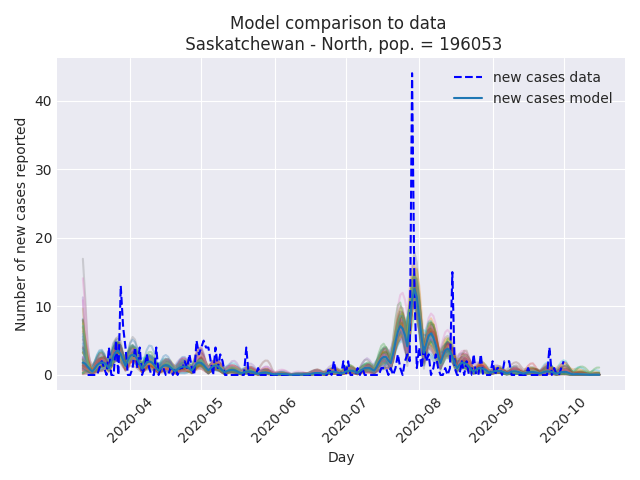 Model comparison to data
Saskatchewan - North, pop. = 196053
new cases data
new cases model
Number of new cases reported
40
30
20
10
0
2020-04
2020-05
2020-06
2020-07
2020-08
2020-09
2020-10
Day